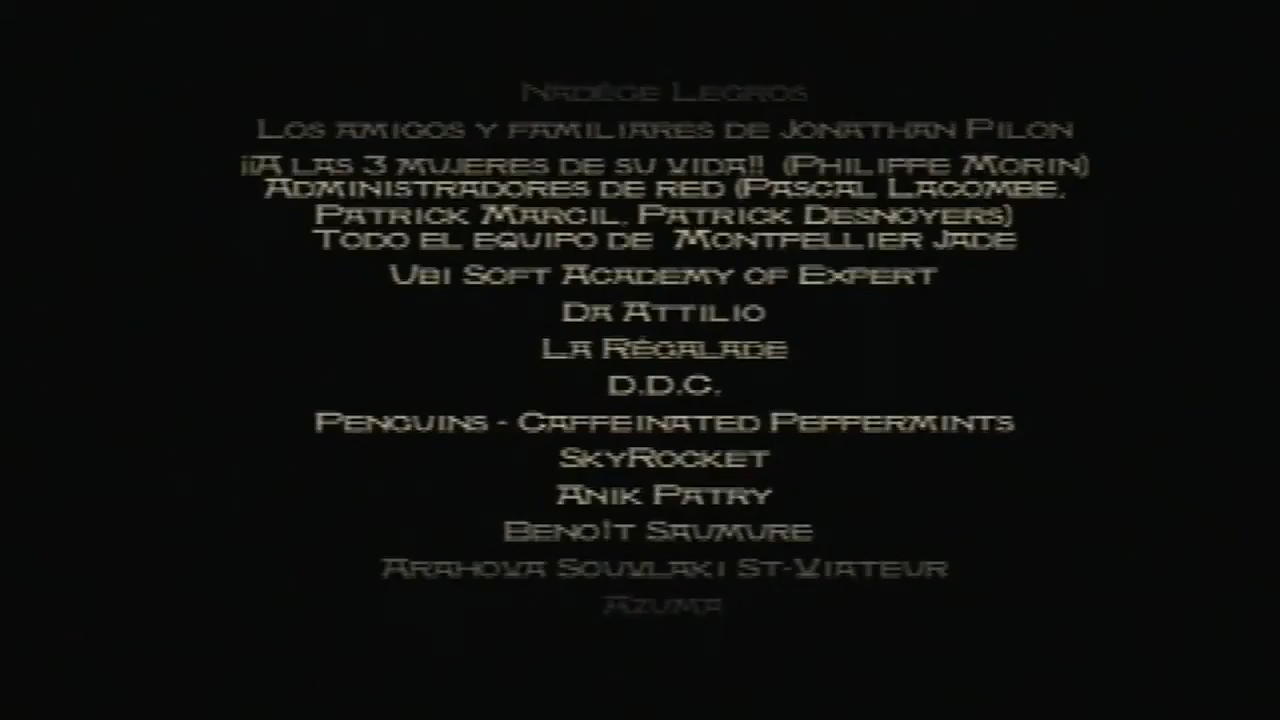 Nadège Legros
Los amigos y familiares de Jonathan Pilon
¡¡A las 3 mujeres de su vida!! (Philippe Morin)
Administradores de red (Pascal Lacombe,
Patrick Marcil, Patrick Desnoyers)
Todo el equipo de Montpellier Jade
Ubi Soft Academy of Expert
Da Attilio
La Régalade
D.D.C.
Penguins - Caffeinated Peppermints
SkyRocket
Anik Patry
Benoît Saumure
Arahova Souvlaki St-Viateur
Azuma